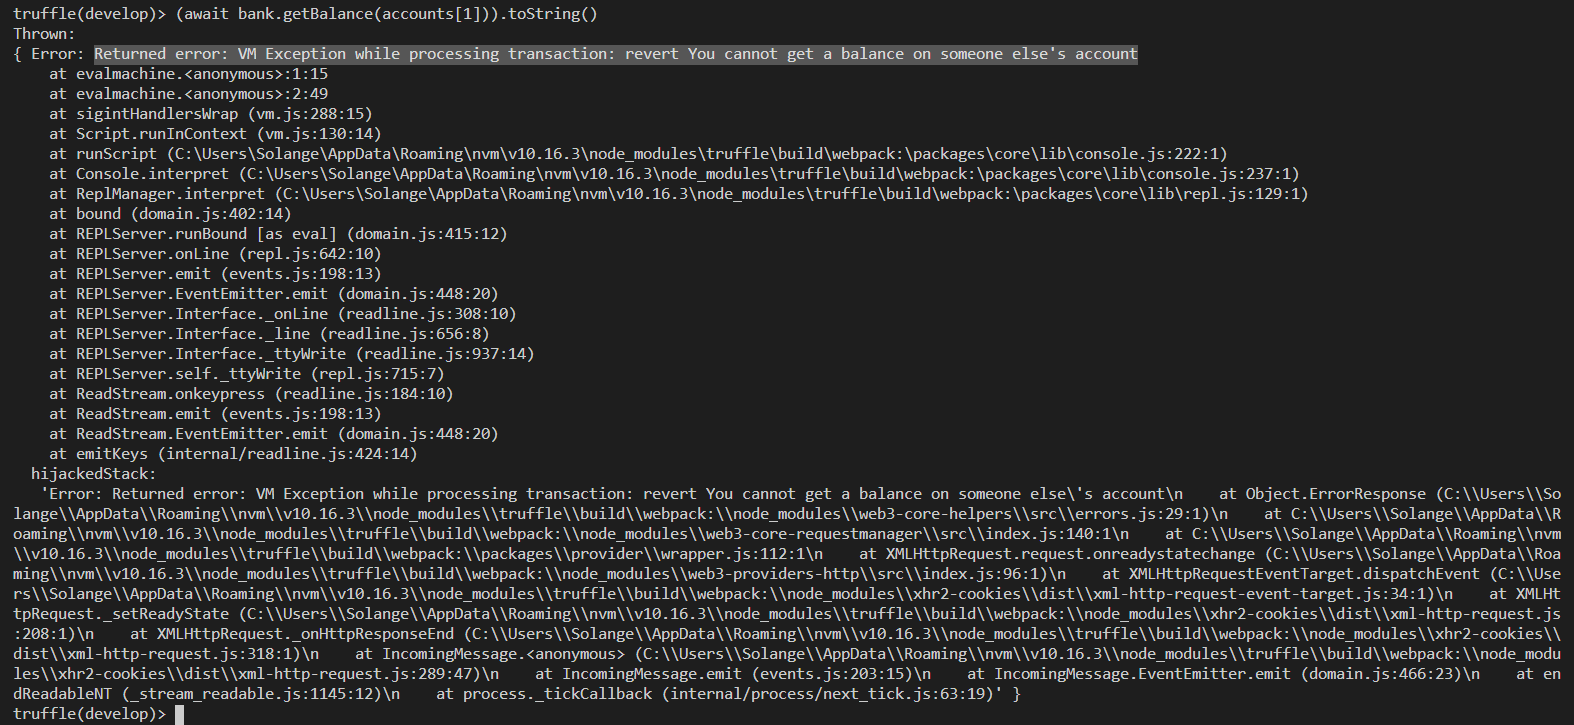 truffle(develop)> (await bank.getBalance(accounts[1])).toString()
Thrown:
{ Error: Returned error: VM Exception while processing transaction: revert You cannot get a balance on someone else's account
    at evalmachine.<anonymous>:1:15
    at evalmachine.<anonymous>:2:49
    at sigintHandlersWrap (vm.js:288:15)
    at Script.runInContext (vm.js:130:14)
    at runScript (C:\Users\Solange\AppData\Roaming\nvm\v10.16.3\node_modules\truffle\build\webpack:\packages\core\lib\console.js:222:1)
    at Console.interpret (C:\Users\Solange\AppData\Roaming\nvm\v10.16.3\node_modules\truffle\build\webpack:\packages\core\lib\console.js:237:1)
    at ReplManager.interpret (C:\Users\Solange\AppData\Roaming\nvm\v10.16.3\node_modules\truffle\build\webpack:\packages\core\lib\repl.js:129:1)
    at bound (domain.js:402:14)
    at REPLServer.runBound [as eval] (domain.js:415:12)
    at REPLServer.onLine (repl.js:642:10)
    at REPLServer.emit (events.js:198:13)
    at REPLServer.EventEmitter.emit (domain.js:448:20)
    at REPLServer.Interface._onLine (readline.js:308:10)
    at REPLServer.Interface._line (readline.js:656:8)
    at REPLServer.Interface._ttyWrite (readline.js:937:14)
    at REPLServer.self._ttyWrite (repl.js:715:7)
    at ReadStream.onkeypress (readline.js:184:10)
    at ReadStream.emit (events.js:198:13)
    at ReadStream.EventEmitter.emit (domain.js:448:20)
    at emitKeys (internal/readline.js:424:14)
  hijackedStack:
   'Error: Returned error: VM Exception while processing transaction: revert You cannot get a balance on someone else\'s account\n    at Object.ErrorResponse (C:\\Users\\So
lange\\AppData\\Roaming\\nvm\\v10.16.3\\node_modules\\truffle\\build\\webpack:\\node_modules\\web3-core-helpers\\src\\errors.js:29:1)\n    at C:\\Users\\Solange\\AppData\\R
oaming\\nvm\\v10.16.3\\node_modules\\truffle\\build\\webpack:\\node_modules\\web3-core-requestmanager\\src\\index.js:140:1\n    at C:\\Users\\Solange\\AppData\\Roaming\\nvm
\\v10.16.3\\node_modules\\truffle\\build\\webpack:\\packages\\provider\\wrapper.js:112:1\n    at XMLHttpRequest.request.onreadystatechange (C:\\Users\\Solange\\AppData\\Roa
ming\\nvm\\v10.16.3\\node_modules\\truffle\\build\\webpack:\\node_modules\\web3-providers-http\\src\\index.js:96:1)\n    at XMLHttpRequestEventTarget.dispatchEvent (C:\\Use
rs\\Solange\\AppData\\Roaming\\nvm\\v10.16.3\\node_modules\\truffle\\build\\webpack:\\node_modules\\xhr2-cookies\\dist\\xml-http-request-event-target.js:34:1)\n    at XMLHt
tpRequest._setReadyState (C:\\Users\\Solange\\AppData\\Roaming\\nvm\\v10.16.3\\node_modules\\truffle\\build\\webpack:\\node_modules\\xhr2-cookies\\dist\\xml-http-request.js
:208:1)\n    at XMLHttpRequest._onHttpResponseEnd (C:\\Users\\Solange\\AppData\\Roaming\\nvm\\v10.16.3\\node_modules\\truffle\\build\\webpack:\\node_modules\\xhr2-cookies\\
dist\\xml-http-request.js:318:1)\n    at IncomingMessage.<anonymous> (C:\\Users\\Solange\\AppData\\Roaming\\nvm\\v10.16.3\\node_modules\\truffle\\build\\webpack:\\node_modu
les\\xhr2-cookies\\dist\\xml-http-request.js:289:47)\n    at IncomingMessage.emit (events.js:203:15)\n    at IncomingMessage.EventEmitter.emit (domain.js:466:23)\n    at en
dReadableNT (_stream_readable.js:1145:12)\n    at process._tickCallback (internal/process/next_tick.js:63:19)' }
truffle(develop)>